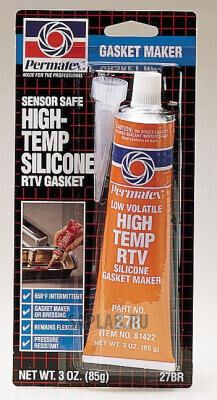 GASKET MAKER
Permatex
MADE FOR THE PROFESSIONAL
SENSOR SAFE
HIGH-
TEMP
SILICONE
RTV GASKET
650°F INTERMITTENT
GASKET MAKER
OR DRESSING
REMAINS FLEXIBLE
PRESSURE
RESISTANT
NET WT. 3 OZ. (85g)
27BR
Permatex
LOW VOLATILE
HIGH
TEMP
RTV
SILICONE
GASKET MAKER
PART NO.
27B
ITEM NO. 81422
NET WT. 3 OZ. (85g)